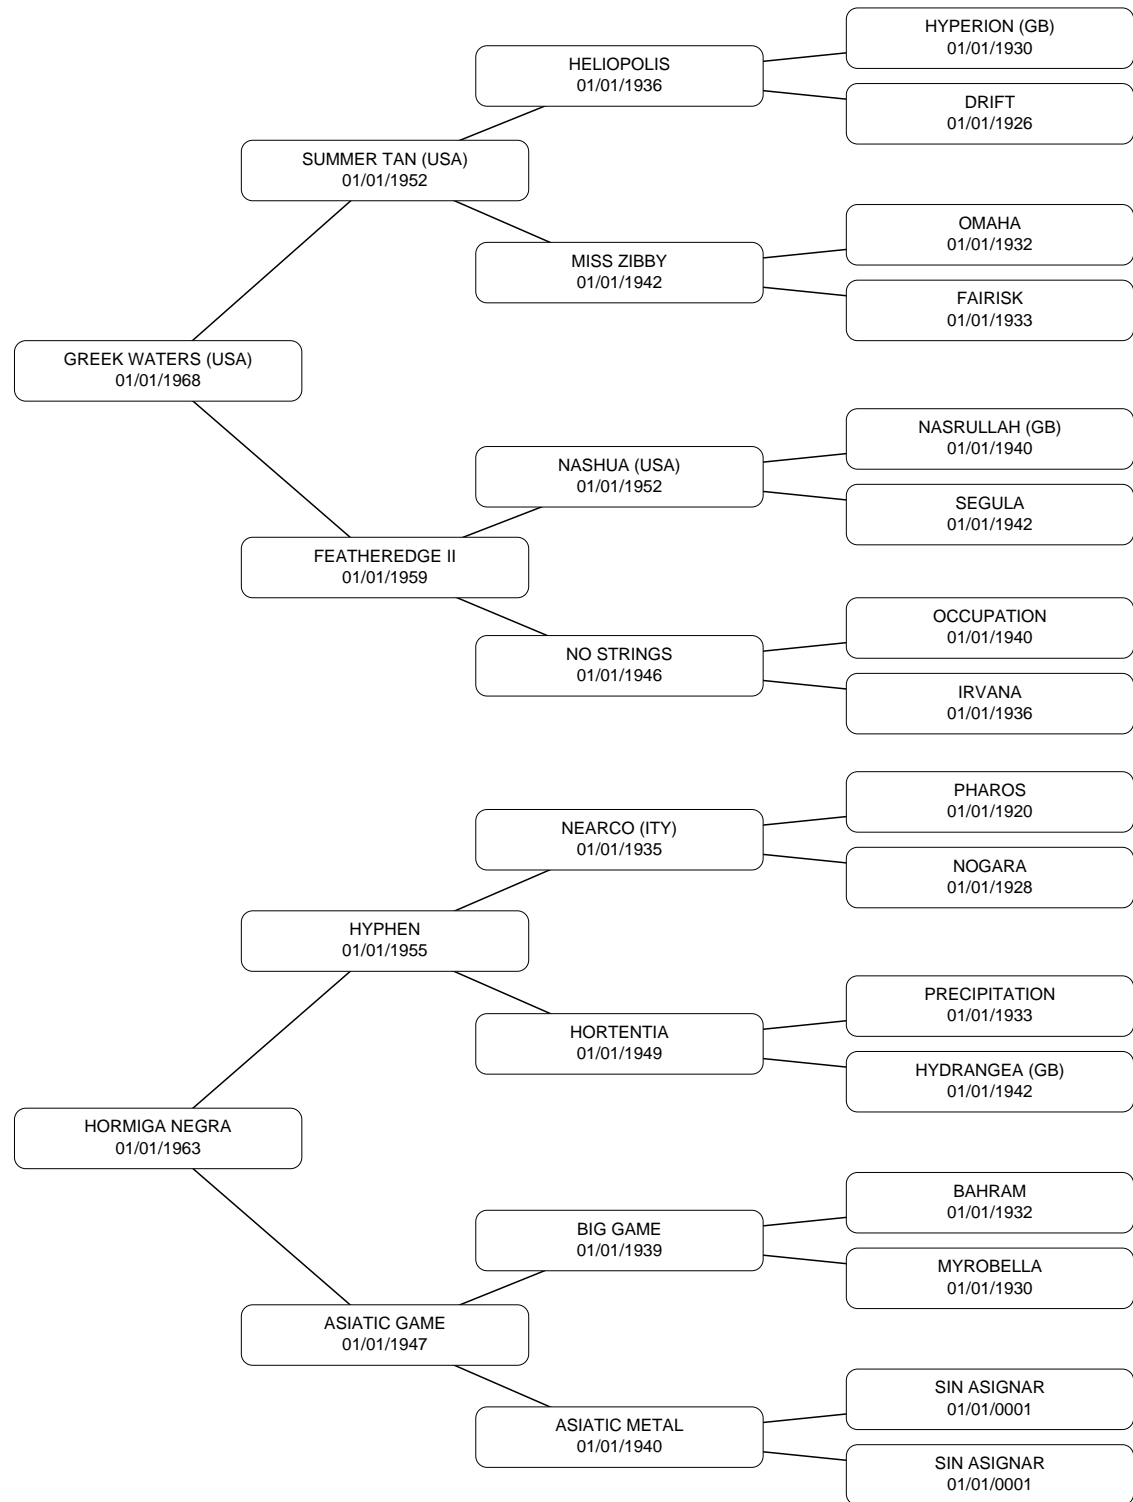 HYPERION (GB)
01/01/1930
HELIOPOLIS
01/01/1936
DRIFT
01/01/1926
SUMMER TAN (USA)
01/01/1952
OMAHA
01/01/1932
MISS ZIBBY
01/01/1942
FAIRISK
01/01/1933
GREEK WATERS (USA)
01/01/1968
NASRULLAH (GB)
01/01/1940
NASHUA (USA)
01/01/1952
SEGULA
01/01/1942
FEATHEREDGE II
01/01/1959
OCCUPATION
01/01/1940
NO STRINGS
01/01/1946
IRVANA
01/01/1936
PHAROS
01/01/1920
NEARCO (ITY)
01/01/1935
NOGARA
01/01/1928
HYPHEN
01/01/1955
PRECIPITATION
01/01/1933
HORTENTIA
01/01/1949
HYDRANGEA (GB)
01/01/1942
HORMIGA NEGRA
01/01/1963
BAHRAM
01/01/1932
BIG GAME
01/01/1939
MYROBELLA
01/01/1930
ASIATIC GAME
01/01/1947
SIN ASIGNAR
01/01/0001
ASIATIC METAL
01/01/1940
SIN ASIGNAR
01/01/0001